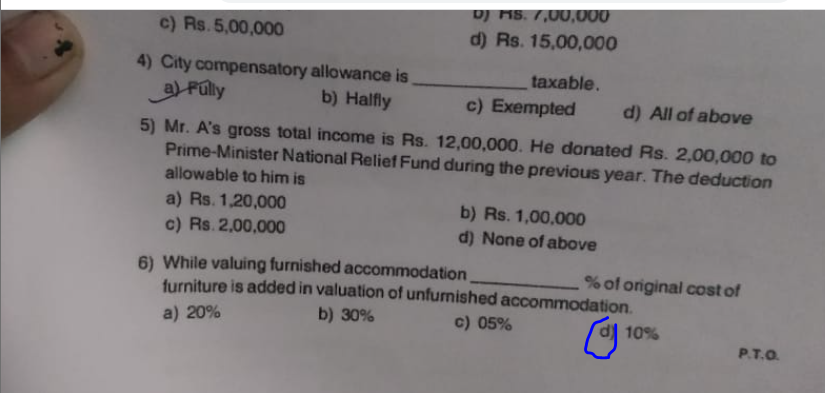 b) Rs. 7,00,000
c) Rs. 5,00,000
d) Rs. 15,00,000
4) City compensatory allowance is ____________ taxable.
a) Fully b) Halfly c) Exempted d) All of above
5) Mr. A's gross total income is Rs. 12,00,000. He donated Rs. 2,00,000 to
Prime-Minister National Relief Fund during the previous year. The deduction
allowable to him is
a) Rs. 1,20,000 b) Rs. 1,00,000
c) Rs. 2,00,000 d) None of above
6) While valuing furnished accommodation ____________ % of original cost of
furniture is added in valuation of unfurnished accommodation.
a) 20% b) 30% c) 05% d) 10%
P.T.O.